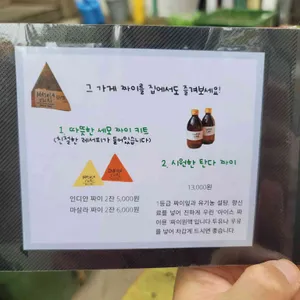 그 가게 짜이를 집에서도 즐겨보세요!
1. 따뜻한 세모 짜이 키트
(친절한 레서피가 들어있습니다)
인디안 짜이 2잔 5,000원
마살라 짜이 2잔 6,000원
2. 시원한 탄다 짜이
13,000원
1등급 짜이잎과 유기농 설탕, 향신
료를 넣어 진하게 우린 '아이스 짜
이용' 짜이원액입니다 두유나 우유
를 넣어 차갑게 드시면 좋습니다